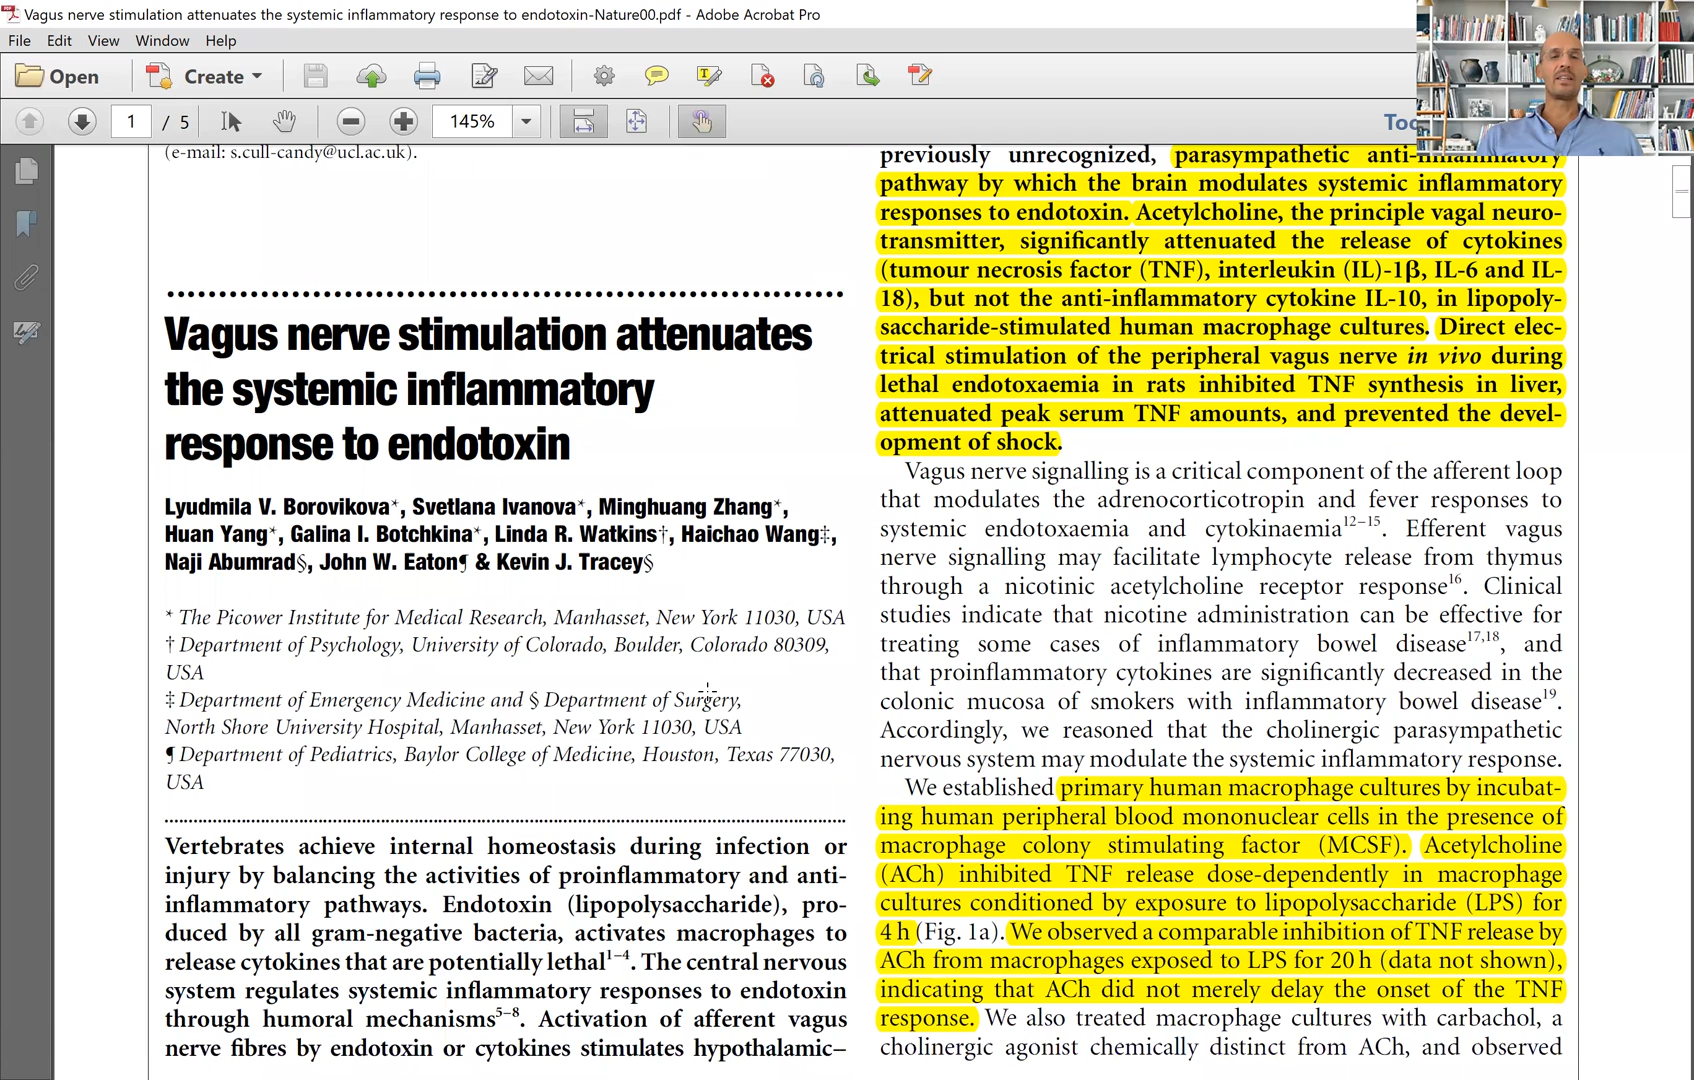 Vagus nerve stimulation attenuates the systemic inflammatory response to endotoxin-Nature00.pdf - Adobe Acrobat Pro
File Edit View Window Help
Open Create
1 / 5 145%
(e-mail: s.cull-candy@ucl.ac.uk).
Vagus nerve stimulation attenuates
the systemic inflammatory
response to endotoxin
Lyudmila V. Borovikova*, Svetlana Ivanova*, Minghuang Zhang*,
Huan Yang*, Galina I. Botchkina*, Linda R. Watkins†, Haichao Wang‡,
Naji Abumrad§, John W. Eaton¶ & Kevin J. Tracey§
* The Picower Institute for Medical Research, Manhasset, New York 11030, USA
† Department of Psychology, University of Colorado, Boulder, Colorado 80309,
USA
‡ Department of Emergency Medicine and § Department of Surgery,
North Shore University Hospital, Manhasset, New York 11030, USA
¶ Department of Pediatrics, Baylor College of Medicine, Houston, Texas 77030,
USA
Vertebrates achieve internal homeostasis during infection or
injury by balancing the activities of proinflammatory and anti-
inflammatory pathways. Endotoxin (lipopolysaccharide), pro-
duced by all gram-negative bacteria, activates macrophages to
release cytokines that are potentially lethal1–4. The central nervous
system regulates systemic inflammatory responses to endotoxin
through humoral mechanisms5–8. Activation of afferent vagus
nerve fibres by endotoxin or cytokines stimulates hypothalamic–
previously unrecognized, parasympathetic anti-inflammatory
pathway by which the brain modulates systemic inflammatory
responses to endotoxin. Acetylcholine, the principle vagal neuro-
transmitter, significantly attenuated the release of cytokines
(tumour necrosis factor (TNF), interleukin (IL)-1β, IL-6 and IL-
18), but not the anti-inflammatory cytokine IL-10, in lipopoly-
saccharide-stimulated human macrophage cultures. Direct elec-
trical stimulation of the peripheral vagus nerve in vivo during
lethal endotoxaemia in rats inhibited TNF synthesis in liver,
attenuated peak serum TNF amounts, and prevented the devel-
opment of shock.
Vagus nerve signalling is a critical component of the afferent loop
that modulates the adrenocorticotropin and fever responses to
systemic endotoxaemia and cytokinaemia12–15. Efferent vagus
nerve signalling may facilitate lymphocyte release from thymus
through a nicotinic acetylcholine receptor response16. Clinical
studies indicate that nicotine administration can be effective for
treating some cases of inflammatory bowel disease17,18, and
that proinflammatory cytokines are significantly decreased in the
colonic mucosa of smokers with inflammatory bowel disease19.
Accordingly, we reasoned that the cholinergic parasympathetic
nervous system may modulate the systemic inflammatory response.
We established primary human macrophage cultures by incubat-
ing human peripheral blood mononuclear cells in the presence of
macrophage colony stimulating factor (MCSF). Acetylcholine
(ACh) inhibited TNF release dose-dependently in macrophage
cultures conditioned by exposure to lipopolysaccharide (LPS) for
4 h (Fig. 1a). We observed a comparable inhibition of TNF release by
ACh from macrophages exposed to LPS for 20 h (data not shown),
indicating that ACh did not merely delay the onset of the TNF
response. We also treated macrophage cultures with carbachol, a
cholinergic agonist chemically distinct from ACh, and observed